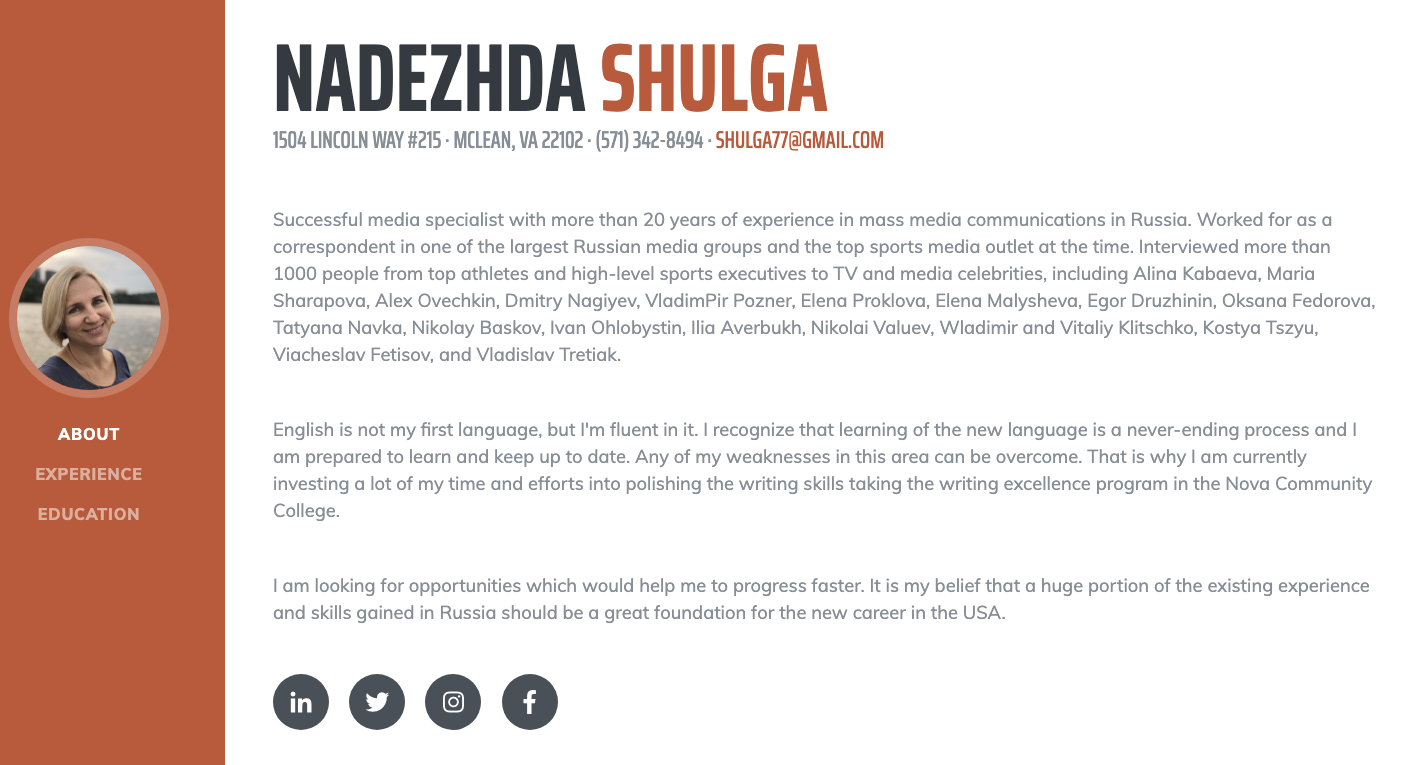 NADEZHDA SHULGA
1504 LINCOLN WAY #215 · MCLEAN, VA 22102 · (571) 342-8494 · SHULGA77@GMAIL.COM
Successful media specialist with more than 20 years of experience in mass media communications in Russia. Worked for as a
correspondent in one of the largest Russian media groups and the top sports media outlet at the time. Interviewed more than
1000 people from top athletes and high-level sports executives to TV and media celebrities, including Alina Kabaeva, Maria
Sharapova, Alex Ovechkin, Dmitry Nagiyev, VladimPir Pozner, Elena Proklova, Elena Malysheva, Egor Druzhinin, Oksana Fedorova,
Tatyana Navka, Nikolay Baskov, Ivan Ohlobystin, Ilia Averbukh, Nikolai Valuev, Wladimir and Vitaliy Klitschko, Kostya Tszyu,
Viacheslav Fetisov, and Vladislav Tretiak.
English is not my first language, but I'm fluent in it. I recognize that learning of the new language is a never-ending process and I
am prepared to learn and keep up to date. Any of my weaknesses in this area can be overcome. That is why I am currently
investing a lot of my time and efforts into polishing the writing skills taking the writing excellence program in the Nova Community
College.
I am looking for opportunities which would help me to progress faster. It is my belief that a huge portion of the existing experience
and skills gained in Russia should be a great foundation for the new career in the USA.
ABOUT
EXPERIENCE
EDUCATION
in
f